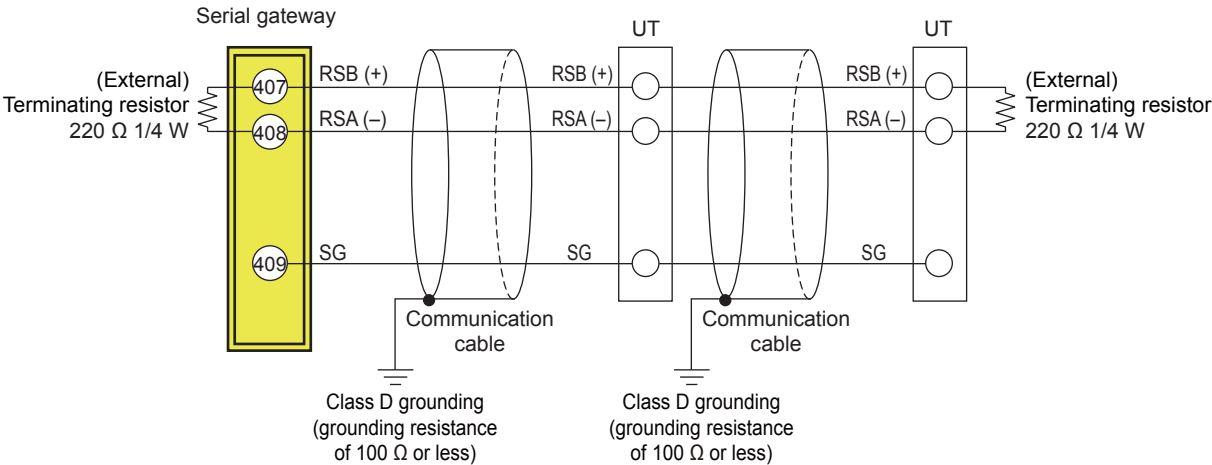 Serial gateway
UT
UT
(External)
Terminating resistor
220 Ω 1/4 W
407
RSB (+)
RSB (+)
RSB (+)
(External)
Terminating resistor
220 Ω 1/4 W
408
RSA (–)
RSA (–)
RSA (–)
409
SG
SG
SG
Communication
cable
Communication
cable
Class D grounding
(grounding resistance
of 100 Ω or less)
Class D grounding
(grounding resistance
of 100 Ω or less)